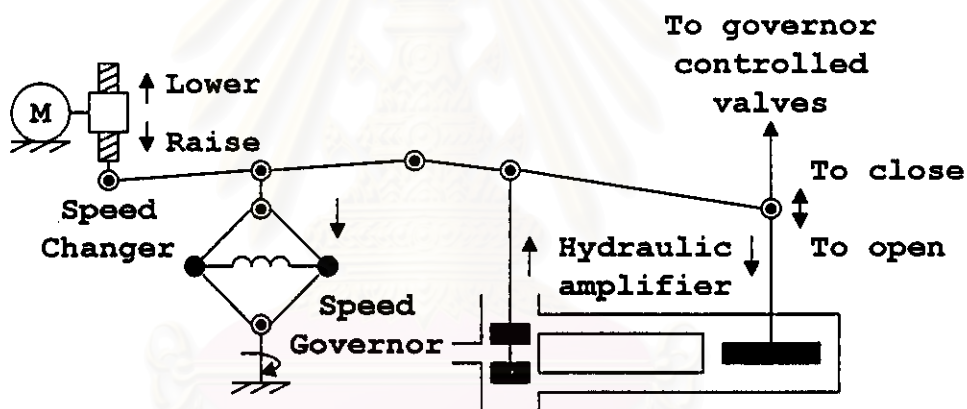 To governor
controlled
valves
Lower
M
Raise
To close
Speed
Changer
To open
Hydraulic
amplifier
Speed
Governor